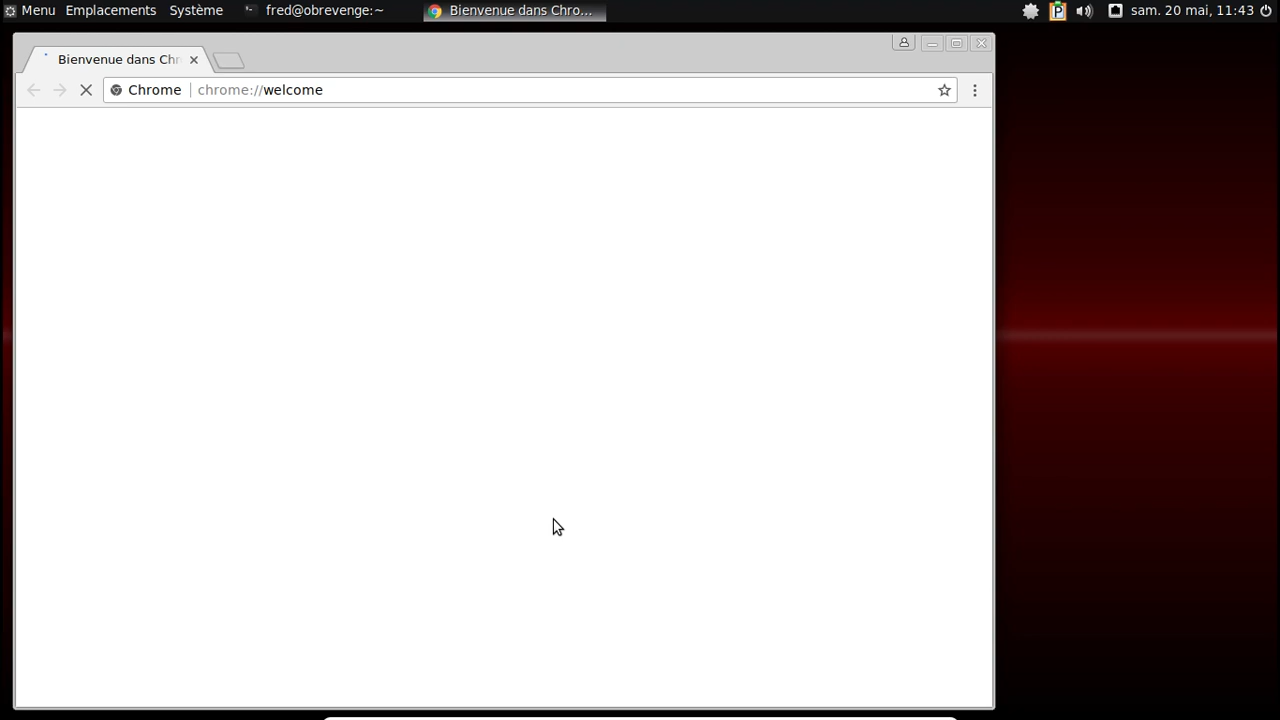 Menu Emplacements Système fred@obrevenge:~ Bienvenue dans Chro... P sam. 20 mai, 11:43
Bienvenue dans Chr
Chrome chrome://welcome